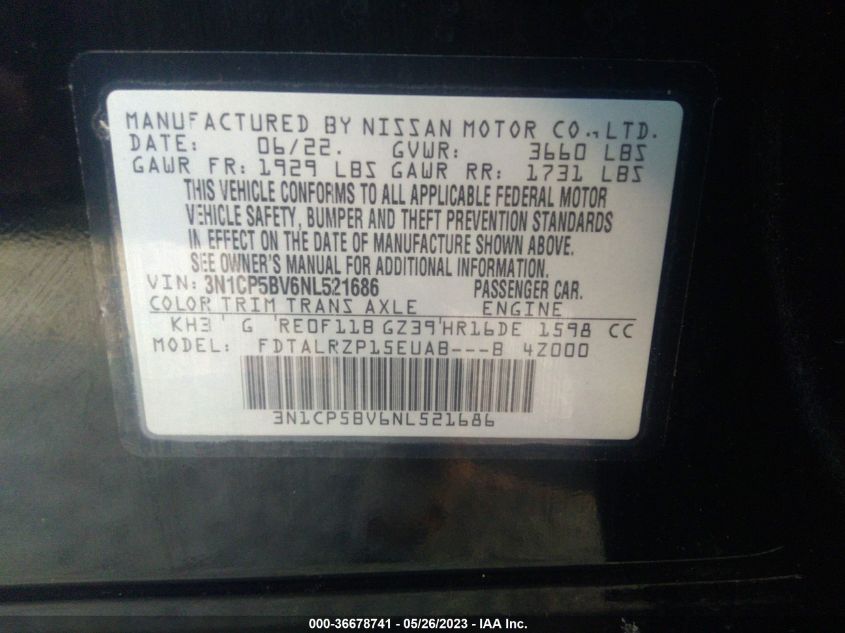 MANUFACTURED BY NISSAN MOTOR CO.,LTD.
DATE: 06/22. GVWR: 3660 LBS
GAWR FR: 1929 LBS GAWR RR: 1731 LBS
THIS VEHICLE CONFORMS TO ALL APPLICABLE FEDERAL MOTOR
VEHICLE SAFETY, BUMPER AND THEFT PREVENTION STANDARDS
IN EFFECT ON THE DATE OF MANUFACTURE SHOWN ABOVE.
SEE OWNER'S MANUAL FOR ADDITIONAL INFORMATION.
VIN: 3N1CP5BV6NL521686 PASSENGER CAR.
COLOR TRIM TRANS AXLE ENGINE
KH3 G RE0F11B GZ39 HR16DE 1598 CC
MODEL: FDTALRZP15EUAB---B 4Z000
3N1CP5BV6NL521686
000-36678741 — 05/26/2023 — IAA Inc.